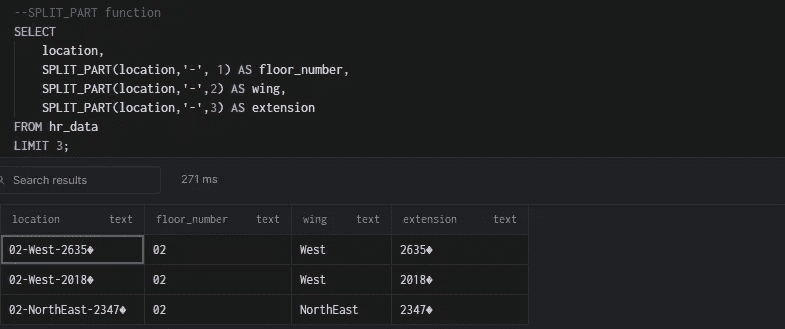 --SPLIT_PART function
SELECT
location,
SPLIT_PART(location,'-', 1) AS floor_number,
SPLIT_PART(location,'-',2) AS wing,
SPLIT_PART(location,'-',3) AS extension
FROM hr_data
LIMIT 3;
Search results 271 ms
location text floor_number text wing text extension text
02-West-2635� 02 West 2635�
02-West-2018� 02 West 2018�
02-NorthEast-2347� 02 NorthEast 2347�